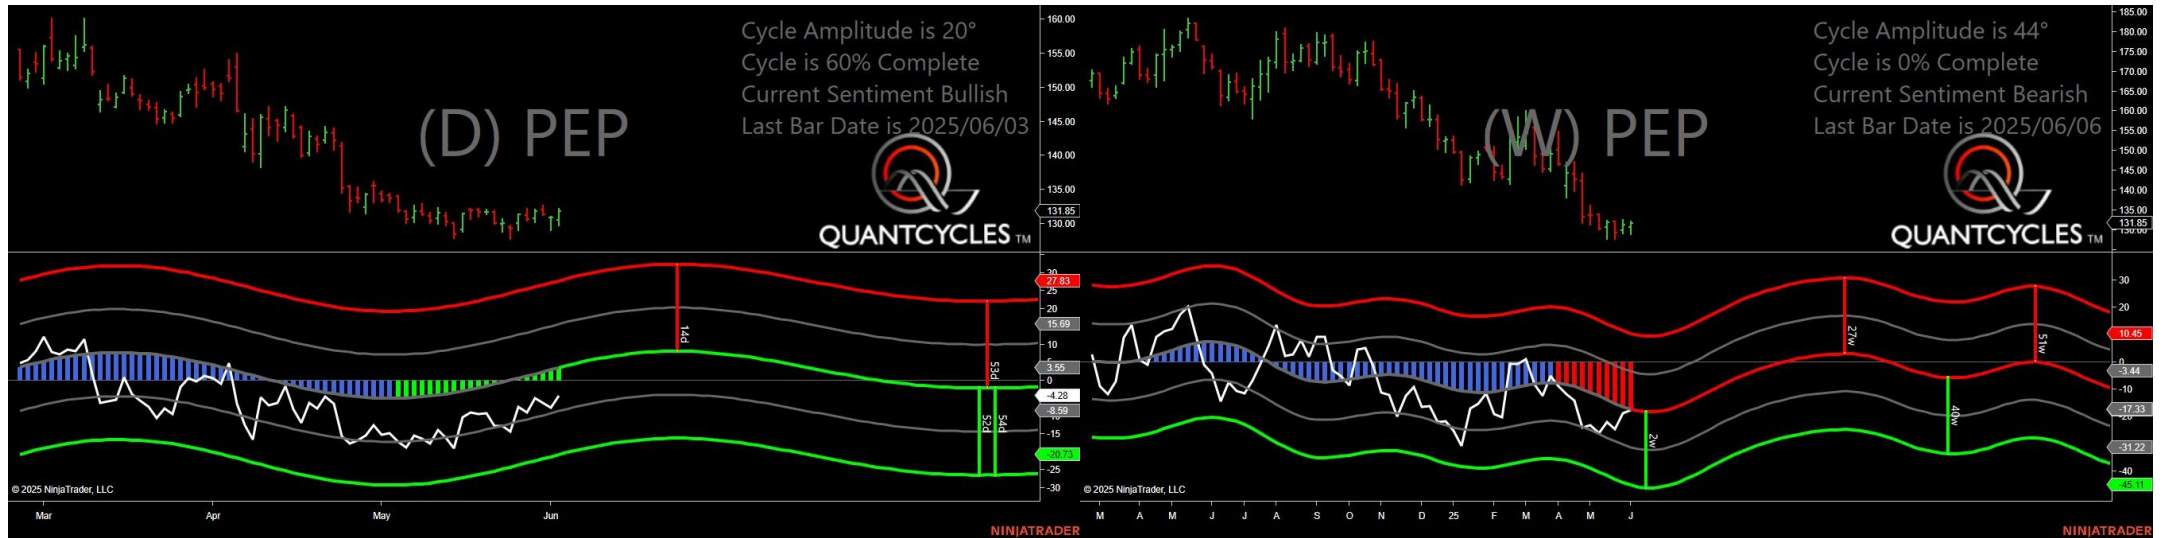 Cycle Amplitude is 20°
Cycle is 60% Complete
Current Sentiment Bullish
Last Bar Date is 2025/06/03
(D) PEP
QUANTCYCLES TM
160.00
155.00
150.00
145.00
140.00
135.00
131.85
130.00
30
27.83
25
20
15.69
10
5
3.55
0
-4.28
-8.59
-15
-20.73
-25
-30
14d
53d
52d
54d
© 2025 NinjaTrader, LLC
Mar Apr May Jun
NINJATRADER
Cycle Amplitude is 44°
Cycle is 0% Complete
Current Sentiment Bearish
Last Bar Date is 2025/06/06
(W) PEP
QUANTCYCLES TM
185.00
180.00
175.00
170.00
165.00
160.00
155.00
150.00
145.00
140.00
135.00
131.85
130.00
30
20
10.45
0
-3.44
-10
-17.33
-31.22
-40
-45.11
2w
27w
40w
51w
© 2025 NinjaTrader, LLC
M A M J J A S O N D 25 F M A M J
NINJATRADER